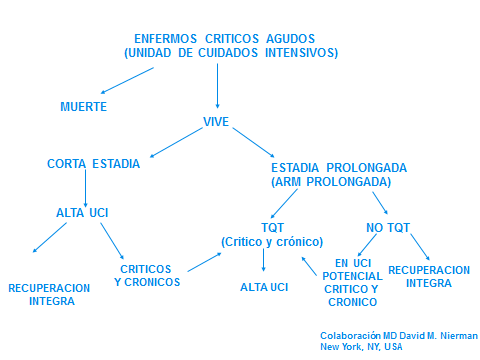 ENFERMOS CRITICOS AGUDOS
(UNIDAD DE CUIDADOS INTENSIVOS)
MUERTE
VIVE
CORTA ESTADIA
ESTADIA PROLONGADA
(ARM PROLONGADA)
ALTA UCI
TQT
(Critico y crónico)
NO TQT
RECUPERACION
INTEGRA
CRITICOS
Y CRONICOS
ALTA UCI
EN UCI
POTENCIAL
CRITICO Y
CRONICO
RECUPERACION
INTEGRA
Colaboración MD David M. Nierman
New York, NY, USA